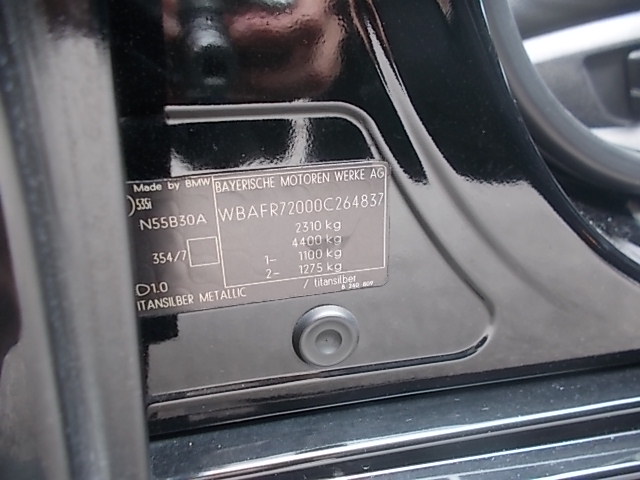 Made by BMW
BAYERISCHE MOTOREN WERKE AG
535i
N55B30A
WBAFR72000C264837
2310 kg
4400 kg
354/7
1– 1100 kg
2– 1275 kg
D1.0
TITANSILBER METALLIC / titansilber